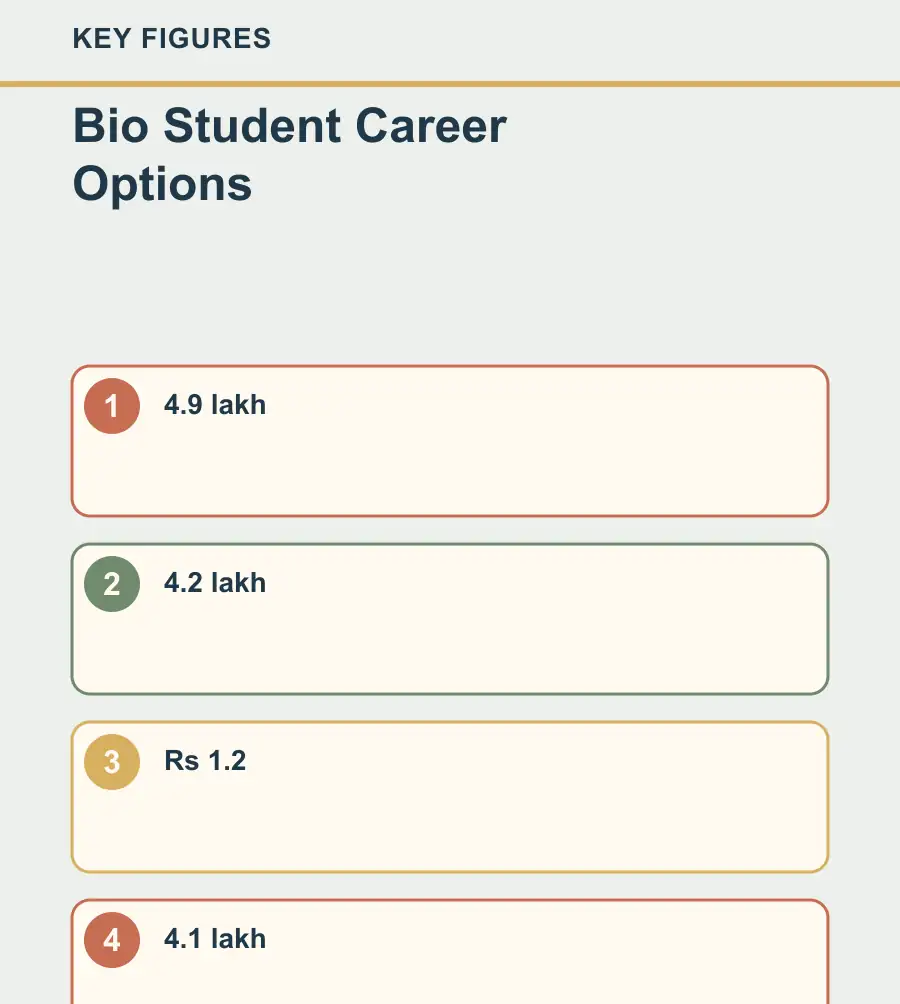 KEY FIGURES
Bio Student Career
Options
1
4.9 lakh
2
4.2 lakh
3
Rs 1.2
4
4.1 lakh